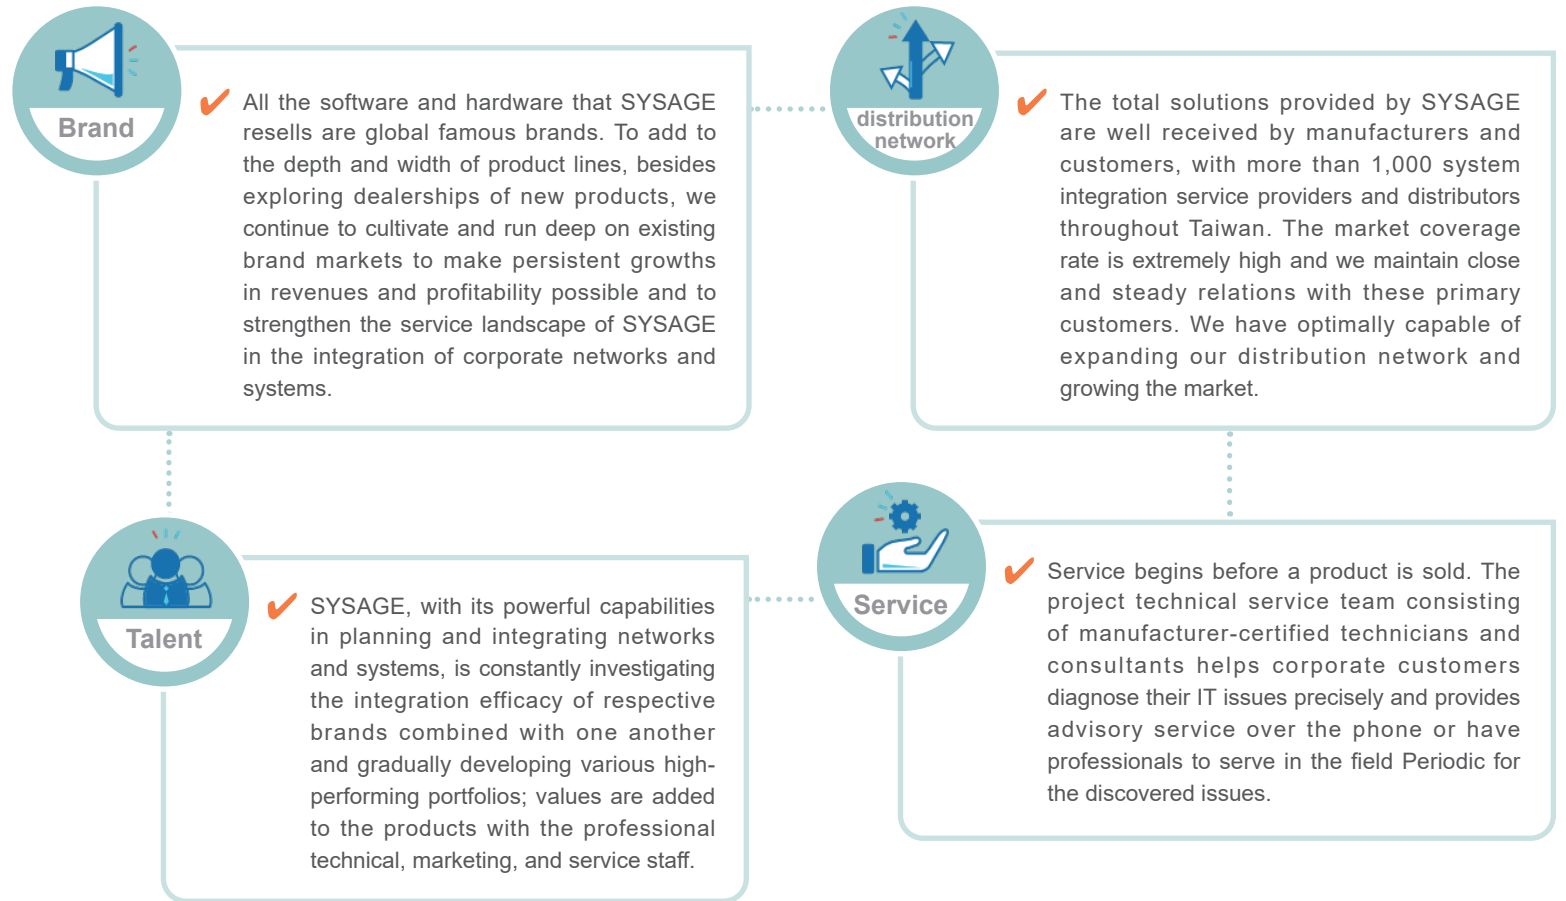 Brand
All the software and hardware that SYSAGE
resells are global famous brands. To add to
the depth and width of product lines, besides
exploring dealerships of new products, we
continue to cultivate and run deep on existing
brand markets to make persistent growths
in revenues and profitability possible and to
strengthen the service landscape of SYSAGE
in the integration of corporate networks and
systems.
distribution
network
The total solutions provided by SYSAGE
are well received by manufacturers and
customers, with more than 1,000 system
integration service providers and distributors
throughout Taiwan. The market coverage
rate is extremely high and we maintain close
and steady relations with these primary
customers. We have optimally capable of
expanding our distribution network and
growing the market.
Talent
SYSAGE, with its powerful capabilities
in planning and integrating networks
and systems, is constantly investigating
the integration efficacy of respective
brands combined with one another
and gradually developing various high-
performing portfolios; values are added
to the products with the professional
technical, marketing, and service staff.
Service
Service begins before a product is sold. The
project technical service team consisting
of manufacturer-certified technicians and
consultants helps corporate customers
diagnose their IT issues precisely and provides
advisory service over the phone or have
professionals to serve in the field Periodic for
the discovered issues.